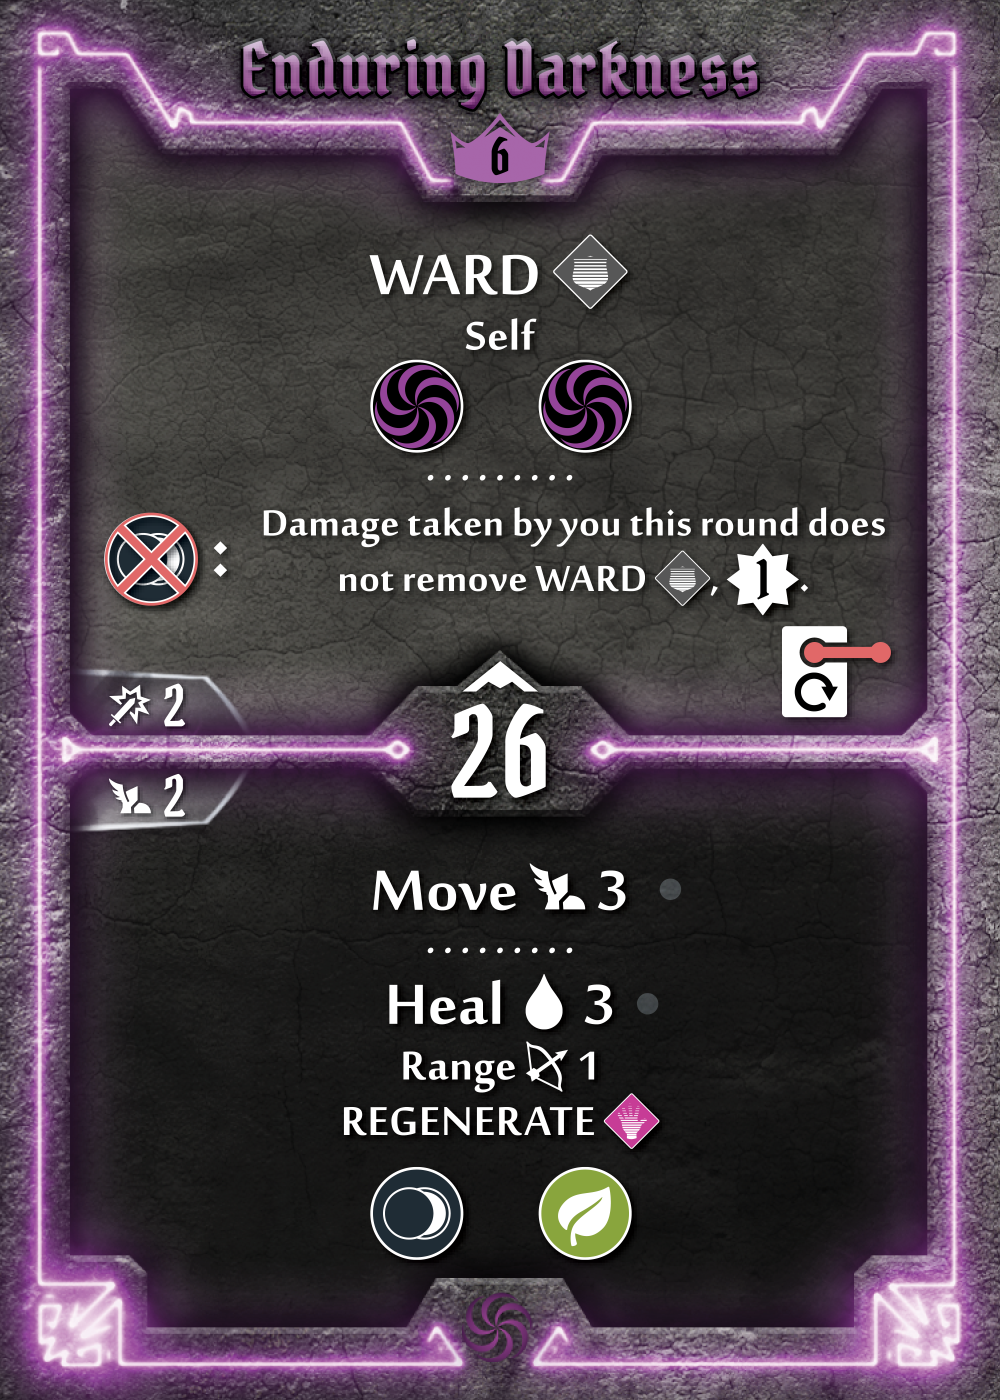 Enduring Darkness
6
WARD
Self
.........
: Damage taken by you this round does
not remove WARD , 1 .
2
26
2
Move 3
.........
Heal 3
Range 1
REGENERATE